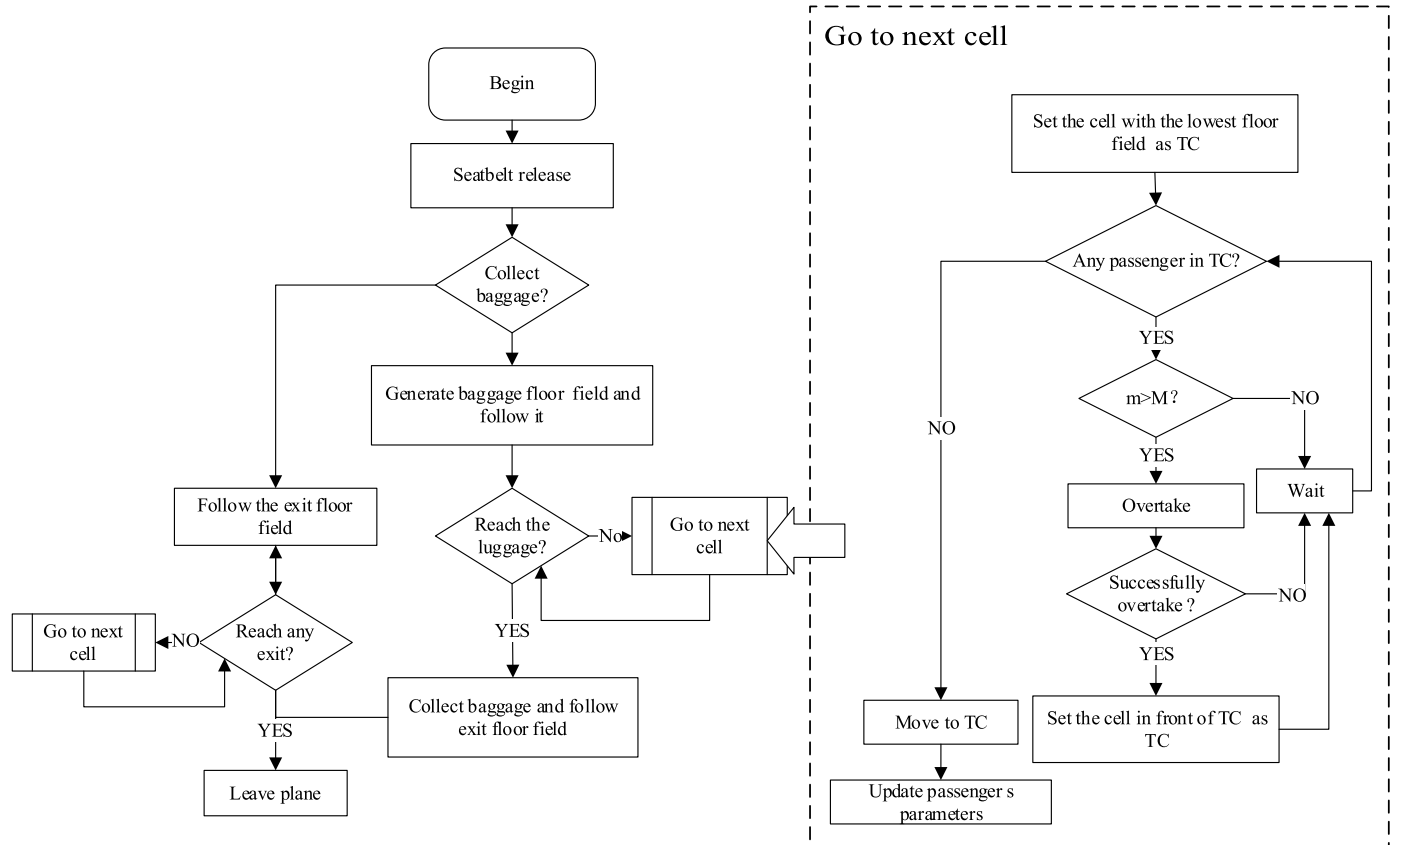 Go to next cell
Begin
Seatbelt release
Collect
baggage?
Generate baggage floor field and
follow it
Follow the exit floor
field
Reach the
luggage?
No
Go to next
cell
YES
Reach any
exit?
NO
Go to next
cell
Collect baggage and follow
exit floor field
YES
Leave plane
Set the cell with the lowest floor
field as TC
Any passenger in TC?
YES
m>M?
NO
NO
YES
Wait
Overtake
Successfully
overtake ?
NO
YES
Set the cell in front of TC as
TC
Move to TC
Update passenger s
parameters